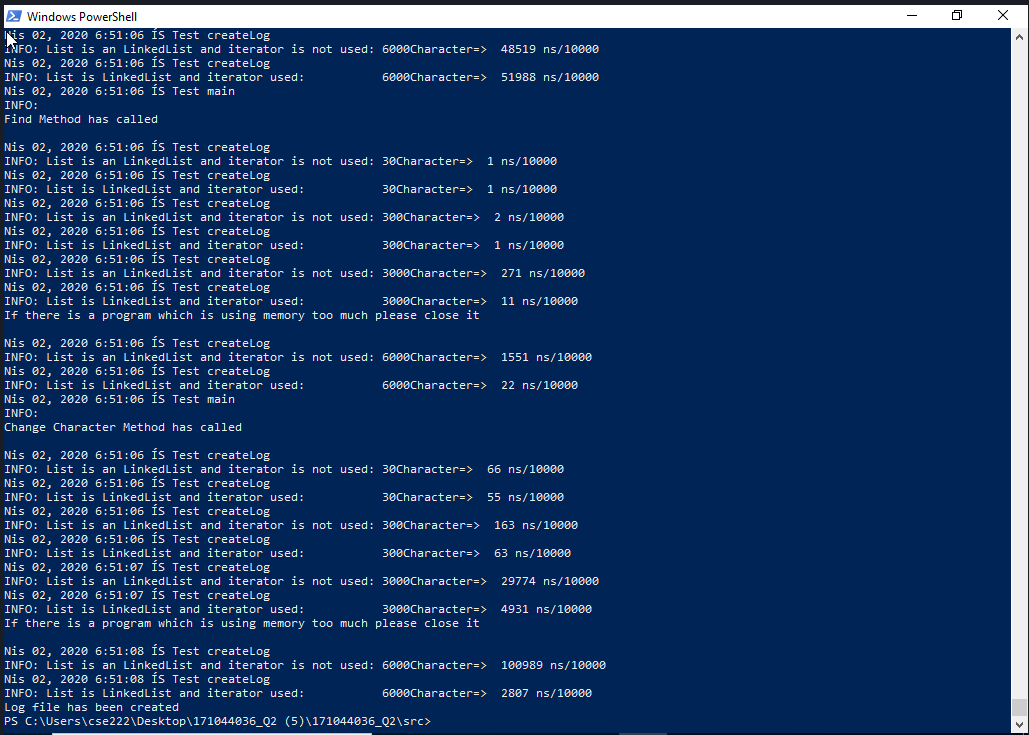 Windows PowerShell
Nis 02, 2020 6:51:06 ÍS Test createLog
INFO: List is an LinkedList and iterator is not used: 6000Character=>  48519 ns/10000
Nis 02, 2020 6:51:06 ÍS Test createLog
INFO: List is LinkedList and iterator used:           6000Character=>  51988 ns/10000
Nis 02, 2020 6:51:06 ÍS Test main
INFO:
Find Method has called
Nis 02, 2020 6:51:06 ÍS Test createLog
INFO: List is an LinkedList and iterator is not used: 30Character=>  1 ns/10000
Nis 02, 2020 6:51:06 ÍS Test createLog
INFO: List is LinkedList and iterator used:           30Character=>  1 ns/10000
Nis 02, 2020 6:51:06 ÍS Test createLog
INFO: List is an LinkedList and iterator is not used: 300Character=>  2 ns/10000
Nis 02, 2020 6:51:06 ÍS Test createLog
INFO: List is LinkedList and iterator used:           300Character=>  1 ns/10000
Nis 02, 2020 6:51:06 ÍS Test createLog
INFO: List is an LinkedList and iterator is not used: 3000Character=>  271 ns/10000
Nis 02, 2020 6:51:06 ÍS Test createLog
INFO: List is LinkedList and iterator used:           3000Character=>  11 ns/10000
If there is a program which is using memory too much please close it
Nis 02, 2020 6:51:06 ÍS Test createLog
INFO: List is an LinkedList and iterator is not used: 6000Character=>  1551 ns/10000
Nis 02, 2020 6:51:06 ÍS Test createLog
INFO: List is LinkedList and iterator used:           6000Character=>  22 ns/10000
Nis 02, 2020 6:51:06 ÍS Test main
INFO:
Change Character Method has called
Nis 02, 2020 6:51:06 ÍS Test createLog
INFO: List is an LinkedList and iterator is not used: 30Character=>  66 ns/10000
Nis 02, 2020 6:51:06 ÍS Test createLog
INFO: List is LinkedList and iterator used:           30Character=>  55 ns/10000
Nis 02, 2020 6:51:06 ÍS Test createLog
INFO: List is an LinkedList and iterator is not used: 300Character=>  163 ns/10000
Nis 02, 2020 6:51:06 ÍS Test createLog
INFO: List is LinkedList and iterator used:           300Character=>  63 ns/10000
Nis 02, 2020 6:51:07 ÍS Test createLog
INFO: List is an LinkedList and iterator is not used: 3000Character=>  29774 ns/10000
Nis 02, 2020 6:51:07 ÍS Test createLog
INFO: List is LinkedList and iterator used:           3000Character=>  4931 ns/10000
If there is a program which is using memory too much please close it
Nis 02, 2020 6:51:08 ÍS Test createLog
INFO: List is an LinkedList and iterator is not used: 6000Character=>  100989 ns/10000
Nis 02, 2020 6:51:08 ÍS Test createLog
INFO: List is LinkedList and iterator used:           6000Character=>  2807 ns/10000
Log file has been created
PS C:\Users\cse222\Desktop\171044036_Q2 (5)\171044036_Q2\src>